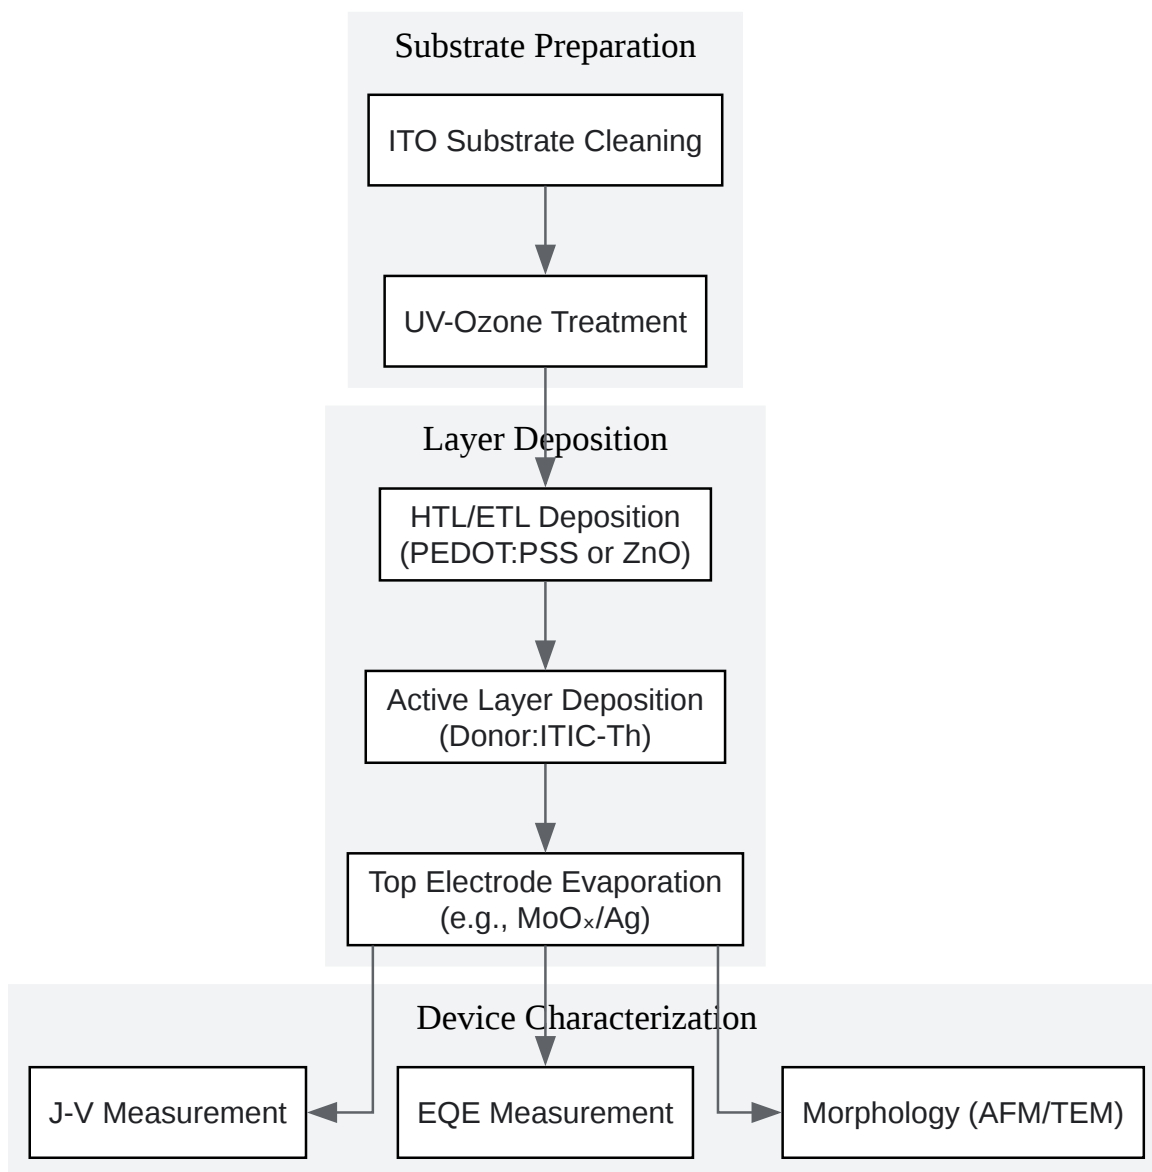 Substrate Preparation
ITO Substrate Cleaning
UV-Ozone Treatment
Layer Deposition
HTL/ETL Deposition
(PEDOT:PSS or ZnO)
Active Layer Deposition
(Donor:ITIC-Th)
Top Electrode Evaporation
(e.g., MoOₓ/Ag)
Device Characterization
J-V Measurement
EQE Measurement
Morphology (AFM/TEM)